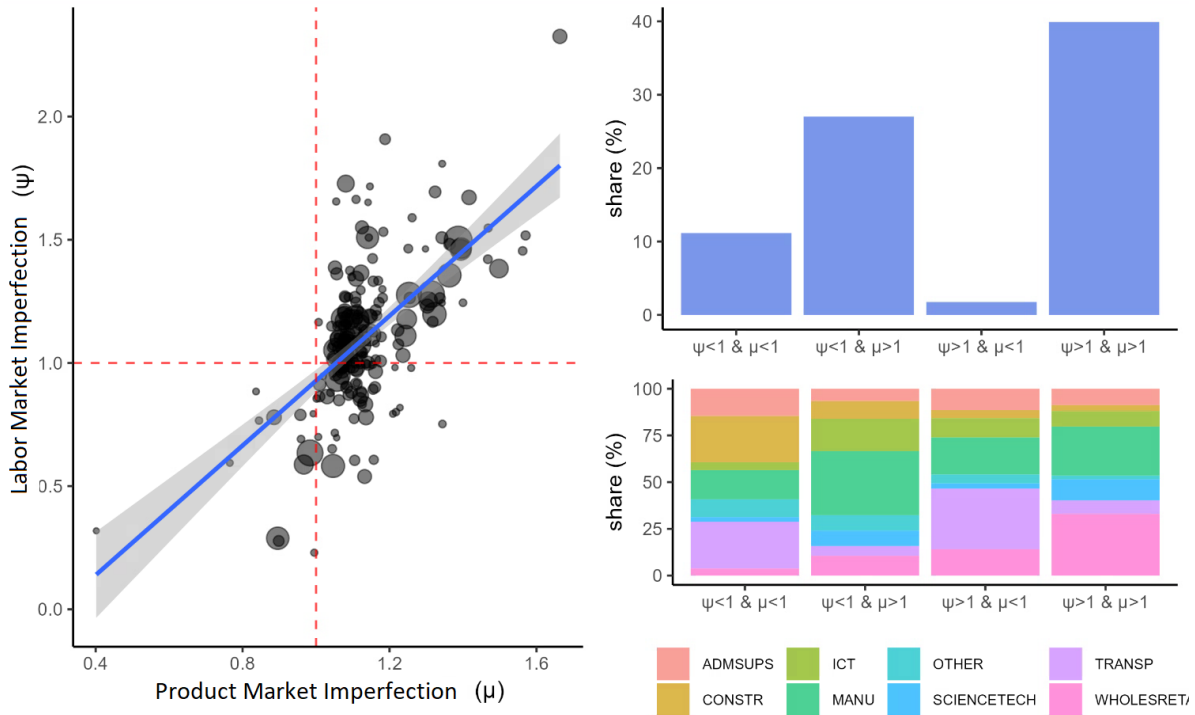 Labor Market Imperfection (ψ)
2.0
1.5
1.0
0.5
0.0
0.4
0.8
1.2
1.6
Product Market Imperfection (μ)
share (%)
40
30
20
10
0
ψ<1 & μ<1
ψ<1 & μ>1
ψ>1 & μ<1
ψ>1 & μ>1
share (%)
100
75
50
25
0
ψ<1 & μ<1
ψ<1 & μ>1
ψ>1 & μ<1
ψ>1 & μ>1
ADMSUPS
ICT
OTHER
TRANSP
CONSTR
MANU
SCIENCETECH
WHOLESRETA